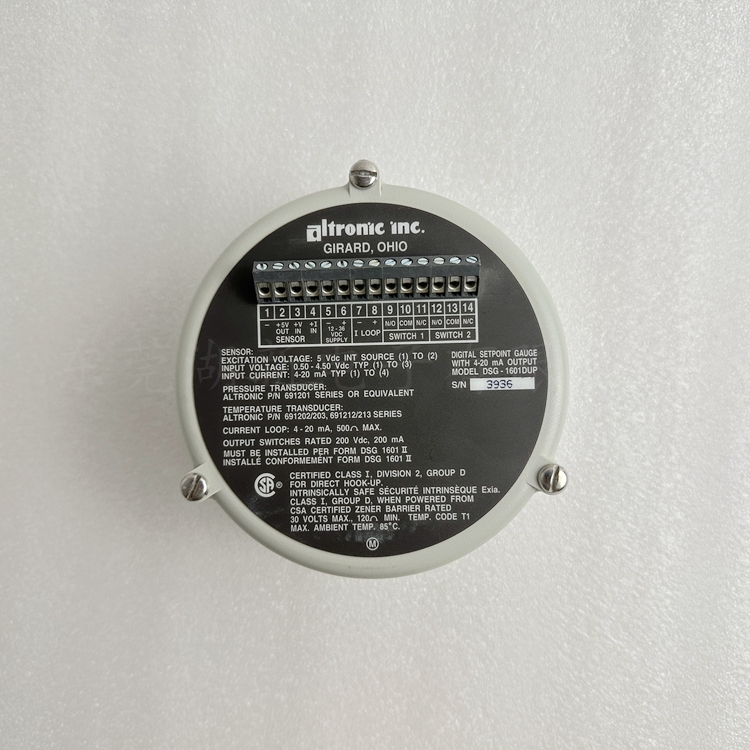 altronic inc.
GIRARD, OHIO
1 2 3 4 5 6 7 8 9 10 11 12 13 14
− +5V OUT +V IN +I IN − + − + N/O COM N/C N/O COM N/C
SENSOR 12-36 VDC SUPPLY I LOOP SWITCH 1 SWITCH 2
SENSOR:
EXCITATION VOLTAGE: 5 Vdc INT SOURCE (1) TO (2)
INPUT VOLTAGE: 0.50 - 4.50 Vdc TYP (1) TO (3)
INPUT CURRENT: 4-20 mA TYP (1) TO (4)
DIGITAL SETPOINT GAUGE
WITH 4-20 mA OUTPUT
MODEL DSG - 1601DUP
S/N 3936
PRESSURE TRANSDUCER:
ALTRONIC P/N 691201 SERIES OR EQUIVALENT
TEMPERATURE TRANSDUCER:
ALTRONIC P/N 691202/203, 691212/213 SERIES
CURRENT LOOP: 4 - 20 mA, 500Ω MAX.
OUTPUT SWITCHES RATED 200 Vdc, 200 mA
MUST BE INSTALLED PER FORM DSG 1601 II
INSTALLÉ CONFORMEMENT FORM DSG 1601 II
SA ®
CERTIFIED CLASS I, DIVISION 2, GROUP D
FOR DIRECT HOOK-UP.
INTRINSICALLY SAFE SÉCURITÉ INTRINSÈQUE Exia.
CLASS I, GROUP D, WHEN POWERED FROM
CSA CERTIFIED ZENER BARRIER RATED
30 VOLTS MAX., 120Ω MIN. TEMP. CODE T1
MAX. AMBIENT TEMP. 85°C.
M